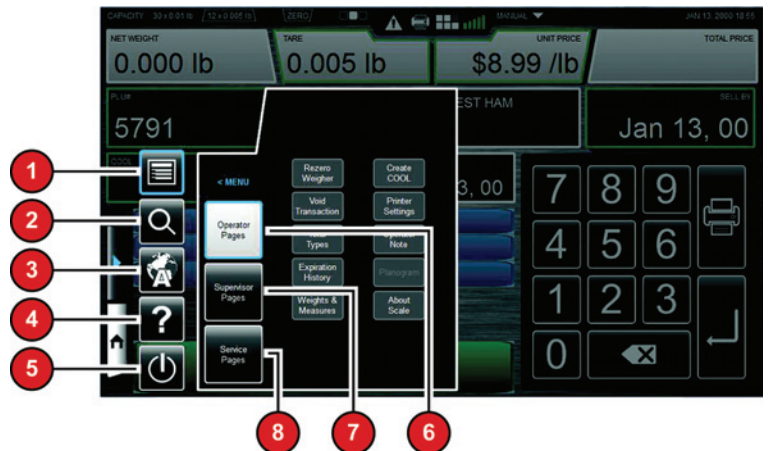 CAPACITY 30 x 0.01 lb / 12 x 0.005 lb ZERO MANUAL JAN 13, 2000 18:55
NET WEIGHT TARE UNIT PRICE TOTAL PRICE
0.000 lb 0.005 lb $8.99 /lb
PLU# SELL BY
5791 EST HAM Jan 13, 00
COOL 3, 00
< MENU
Rezero
Weigher
Create
COOL
Void
Transaction
Printer
Settings
Operator
Pages
Types
Note
Supervisor
Pages
Expiration
History
Planogram
Weights &
Measures
About
Scale
Service
Pages
A
?
7 8 9
4 5 6
1 2 3
0
1
2
3
4
5
6
7
8